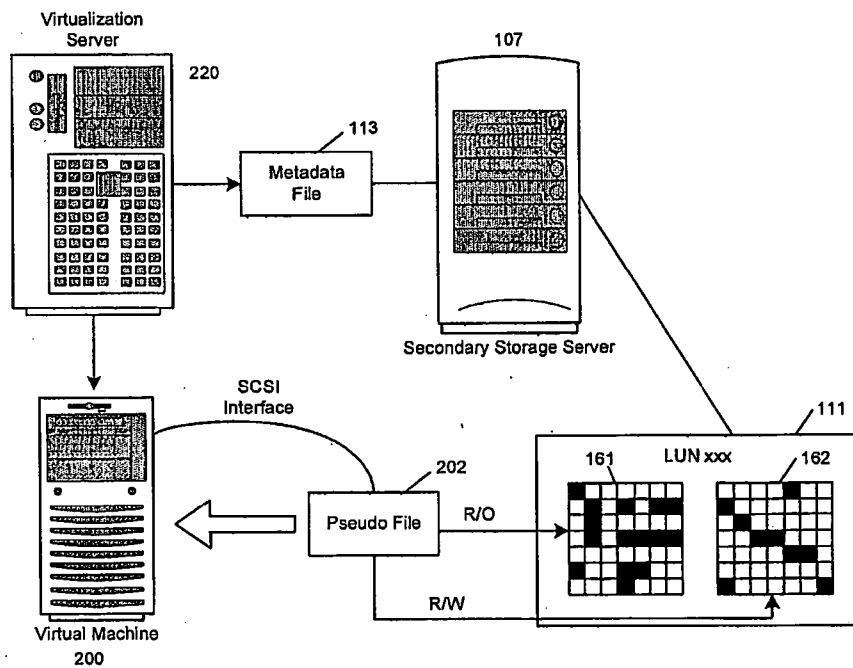 Virtualization
Server
220
107
113
Metadata
File
Secondary Storage Server
SCSI
Interface
111
LUN xxx
161
162
202
Pseudo File
R/O
R/W
Virtual Machine
200